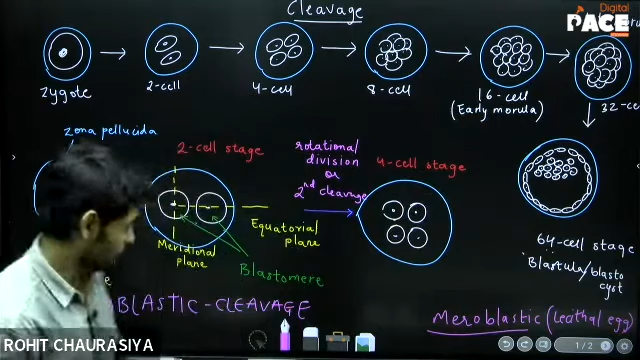 Cleavage
Digital
PACE
zygote
2-cell
4-cell
8-cell
16-cell
(Early morula)
32-ce
zona pellucida
2-cell stage
rotational
division
or
2nd cleavage
4-cell stage
Equatorial
plane
Meridional
plane
Blastomere
64-cell stage
Blastula/blasto
cyst
BLASTIC-CLEAVAGE
Meroblastic (Leathal egg)
ROHIT CHAURASIYA
1/2